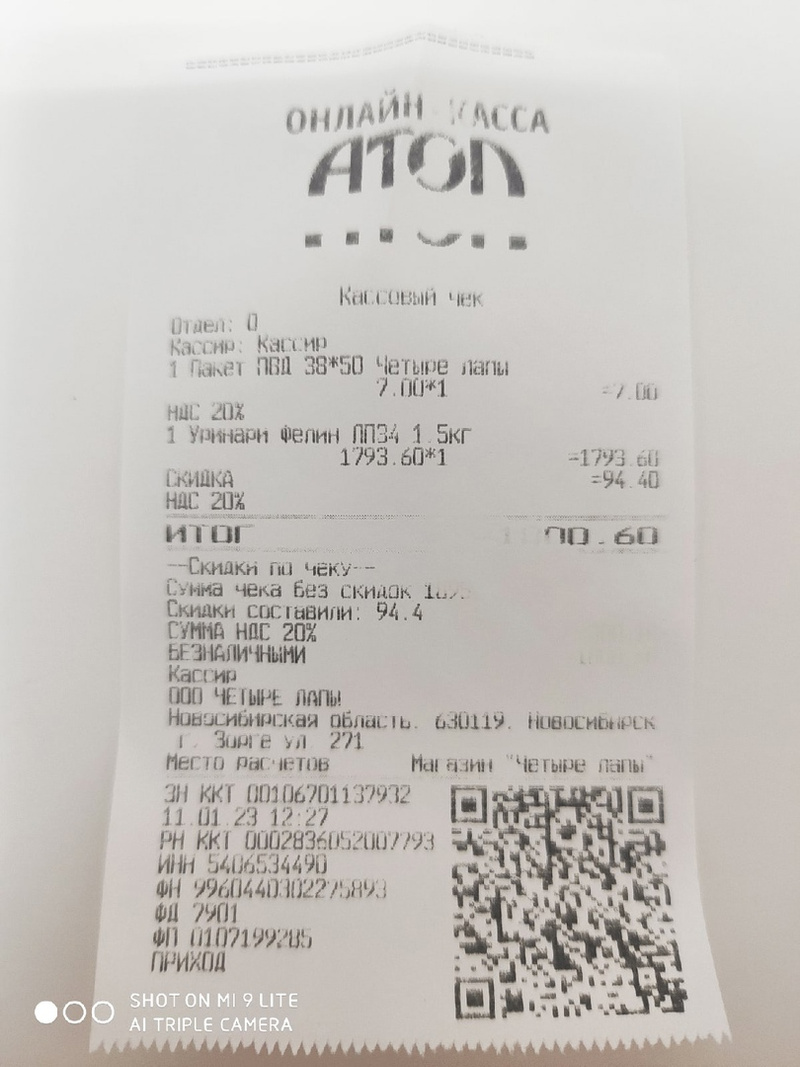 ОНЛАЙН КАССА
АТОЛ
Кассовый чек
Отдел: 0
Кассир: Кассир
1 Пакет ПВД 38*50 Четыре лапы
7.00*1 =7.00
НДС 20%
1 Уринари Фелин ЛП34 1.5кг
1793.60*1 =1793.60
СКИДКА =94.40
НДС 20%
ИТОГ
--Скидки по чеку--
Сумма чека без скидок
Скидки составили: 94.4
СУММА НДС 20%
БЕЗНАЛИЧНЫМИ
Кассир
ООО ЧЕТЫРЕ ЛАПЫ
Новосибирская область, 630119, Новосибирск
г, Зорге ул, 271
Место расчетов Магазин "Четыре лапы"
ЗН ККТ 00106701137932
11.01.23 12:27
РН ККТ 0002836052007793
ИНН 5406534490
ФН 9960440302275893
ФД 7901
ФП 0107199285
ПРИХОД
SHOT ON MI 9 LITE
AI TRIPLE CAMERA